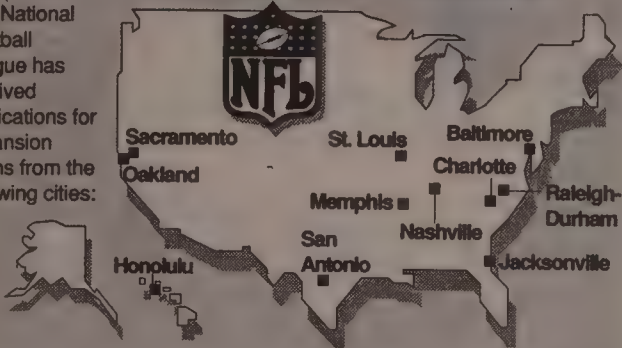 National
ball
gue has
ived
ications for
ansion
ns from the
wing cities:
NFL
Sacramento
Oakland
St. Louis
Baltimore
Charlotte
Memphis
Raleigh-
Durham
Nashville
San
Antonio
Honolulu
Jacksonville